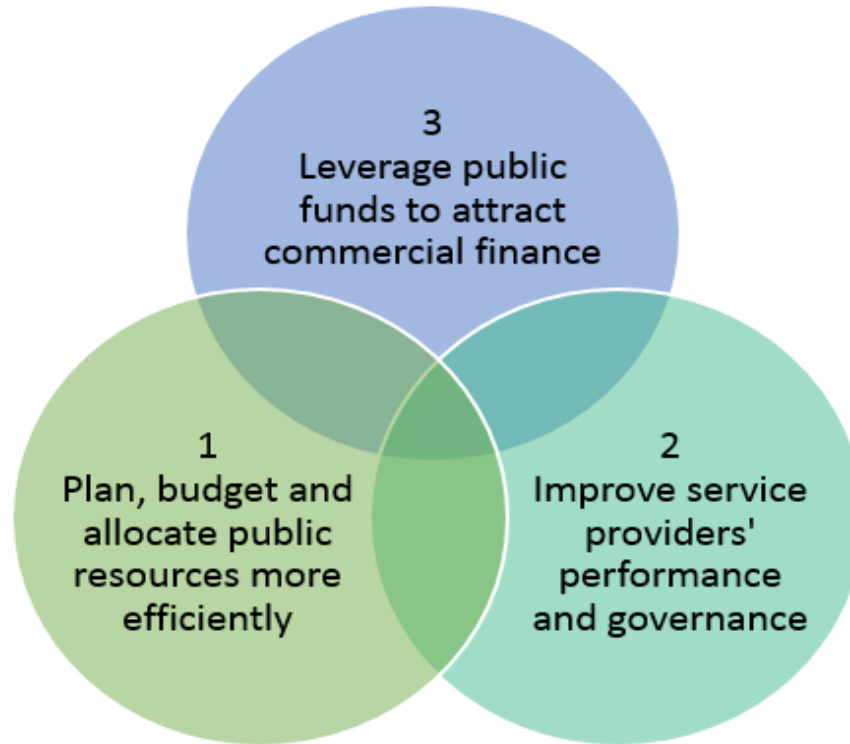 3
Leverage public
funds to attract
commercial finance
1
Plan, budget and
allocate public
resources more
efficiently
2
Improve service
providers'
performance
and governance